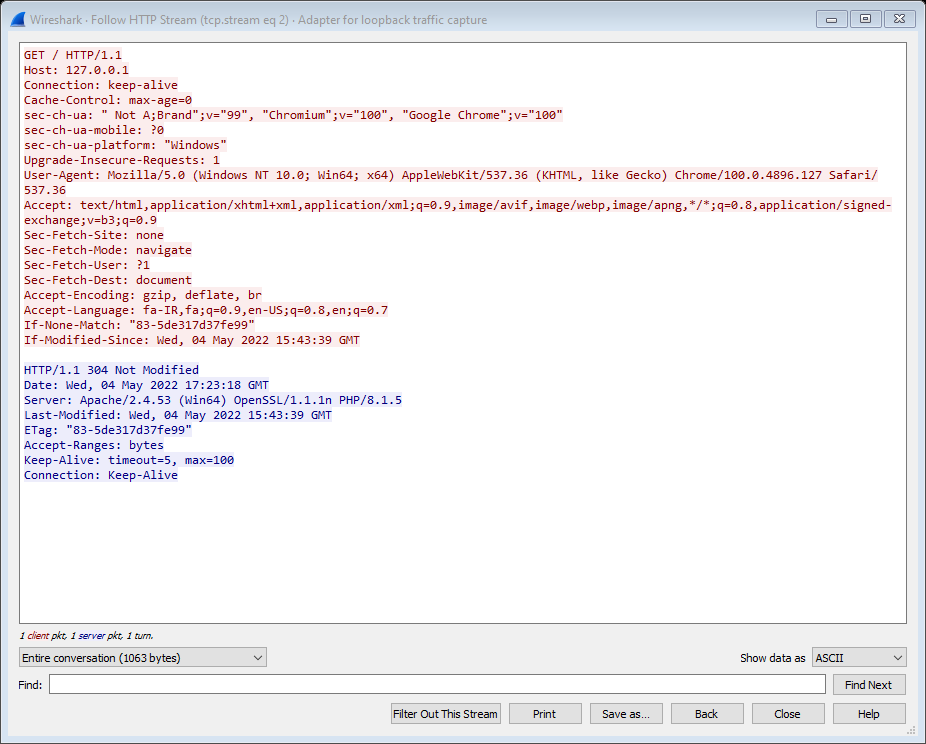 Wireshark · Follow HTTP Stream (tcp.stream eq 2) · Adapter for loopback traffic capture
GET / HTTP/1.1
Host: 127.0.0.1
Connection: keep-alive
Cache-Control: max-age=0
sec-ch-ua: " Not A;Brand";v="99", "Chromium";v="100", "Google Chrome";v="100"
sec-ch-ua-mobile: ?0
sec-ch-ua-platform: "Windows"
Upgrade-Insecure-Requests: 1
User-Agent: Mozilla/5.0 (Windows NT 10.0; Win64; x64) AppleWebKit/537.36 (KHTML, like Gecko) Chrome/100.0.4896.127 Safari/
537.36
Accept: text/html,application/xhtml+xml,application/xml;q=0.9,image/avif,image/webp,image/apng,*/*;q=0.8,application/signed-
exchange;v=b3;q=0.9
Sec-Fetch-Site: none
Sec-Fetch-Mode: navigate
Sec-Fetch-User: ?1
Sec-Fetch-Dest: document
Accept-Encoding: gzip, deflate, br
Accept-Language: fa-IR,fa;q=0.9,en-US;q=0.8,en;q=0.7
If-None-Match: "83-5de317d37fe99"
If-Modified-Since: Wed, 04 May 2022 15:43:39 GMT
HTTP/1.1 304 Not Modified
Date: Wed, 04 May 2022 17:23:18 GMT
Server: Apache/2.4.53 (Win64) OpenSSL/1.1.1n PHP/8.1.5
Last-Modified: Wed, 04 May 2022 15:43:39 GMT
ETag: "83-5de317d37fe99"
Accept-Ranges: bytes
Keep-Alive: timeout=5, max=100
Connection: Keep-Alive
1 client pkt, 1 server pkt, 1 turn.
Entire conversation (1063 bytes) Show data as ASCII
Find: Find Next
Filter Out This Stream Print Save as... Back Close Help